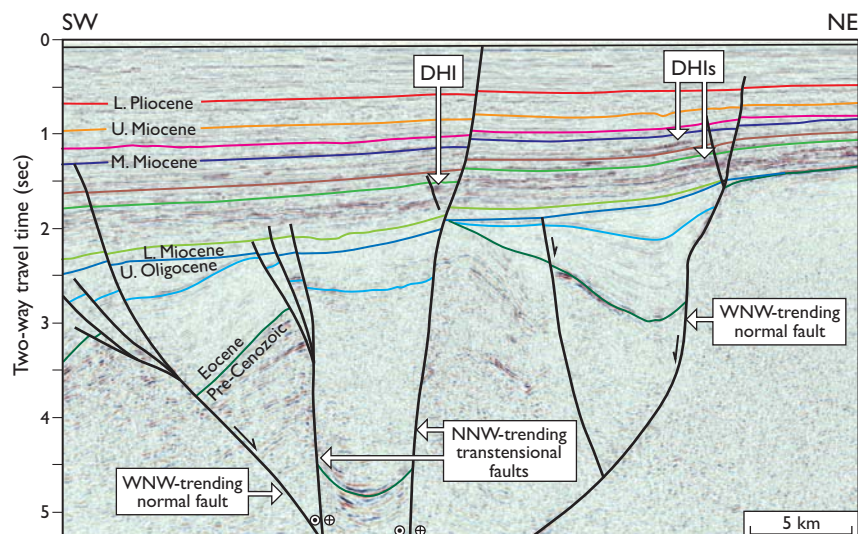 SW
NE
0
DHI
DHIs
L. Pliocene
U. Miocene
1
M. Miocene
Two-way travel time (sec)
2
L. Miocene
U. Oligocene
3
WNW-trending
normal fault
Eocene
Pre-Cenozoic
4
NNW-trending
transtensional
faults
WNW-trending
normal fault
5
5 km